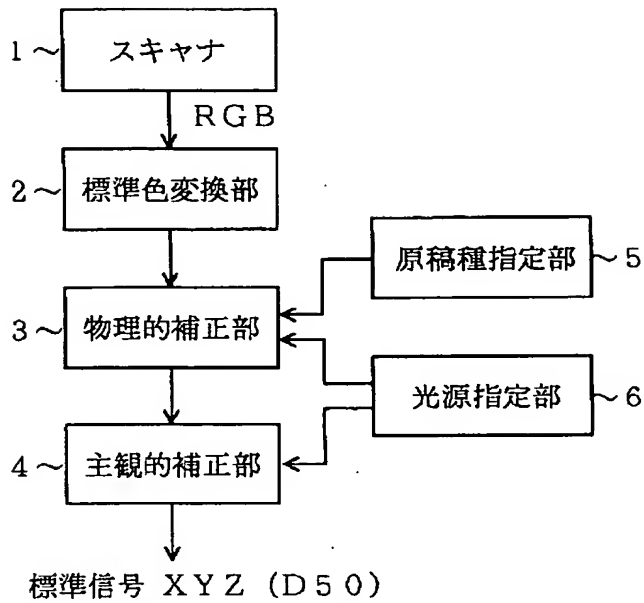 1～ スキャナ
RGB
2～ 標準色変換部
原稿種指定部 ～5
3～ 物理的補正部
光源指定部 ～6
4～ 主観的補正部
標準信号 XYZ (D50)